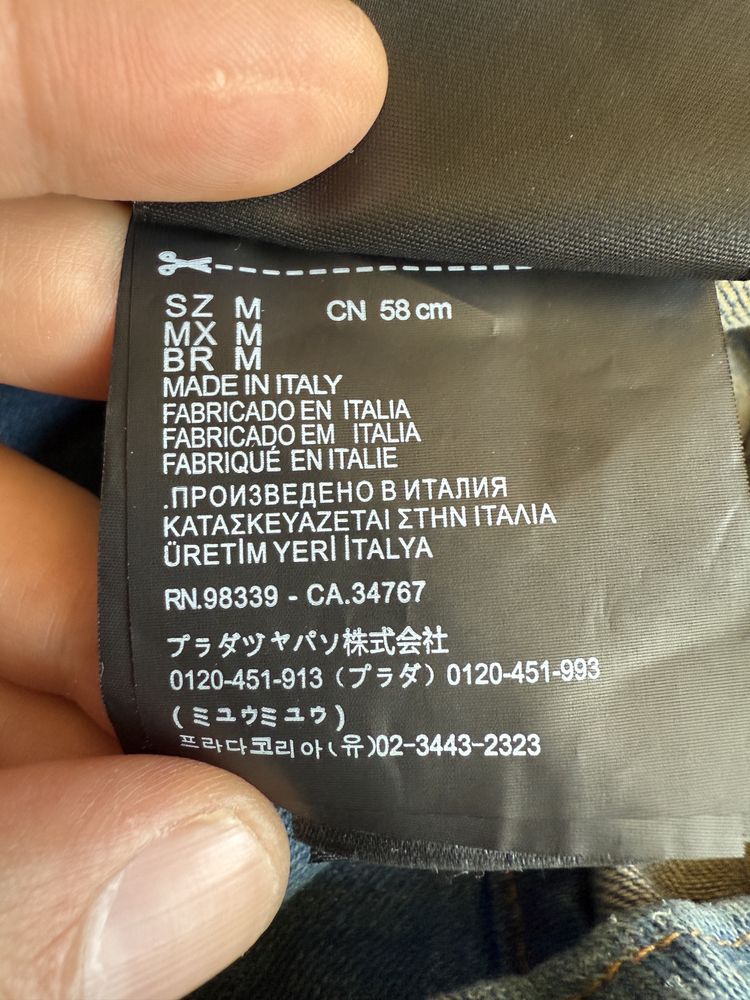 SZ M CN 58 cm
MX M
BR M
MADE IN ITALY
FABRICADO EN ITALIA
FABRICADO EM ITALIA
FABRIQUÉ EN ITALIE
.ПРОИЗВЕДЕНО В ИТАЛИЯ
ΚΑΤΑΣΚΕΥΑΖΕΤΑΙ ΣΤΗΝ ΙΤΑΛΙΑ
ÜRETİM YERİ İTALYA
RN.98339 - CA.34767
プラダヅヤパソ株式会社
0120-451-913 (プラダ) 0120-451-993
(ミユウミユウ)
프라다코리아(유)02-3443-2323